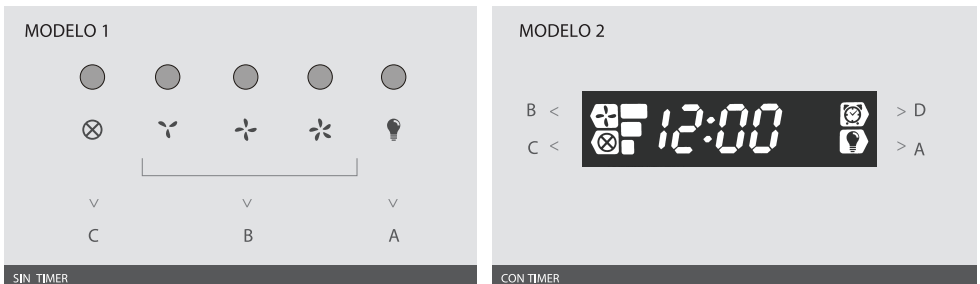 MODELO 1
C
B
A
SIN TIMER
MODELO 2
B <
12:00
> D
C <
> A
CON TIMER